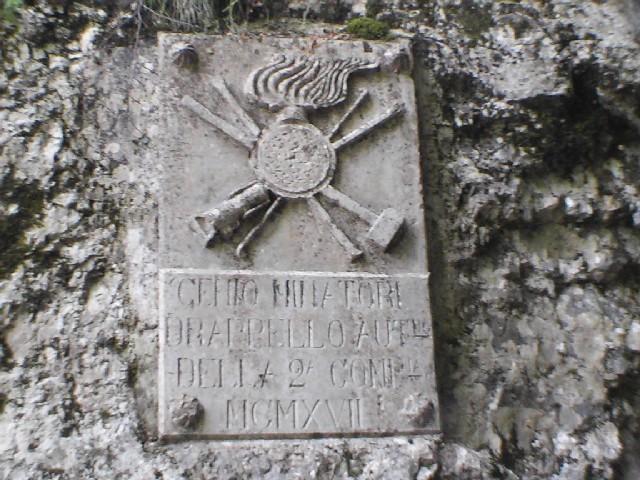 GENIO MINATORI
DRAPPELLO AUT.
DELLA 2ᴬ COMP.
MCMXVII